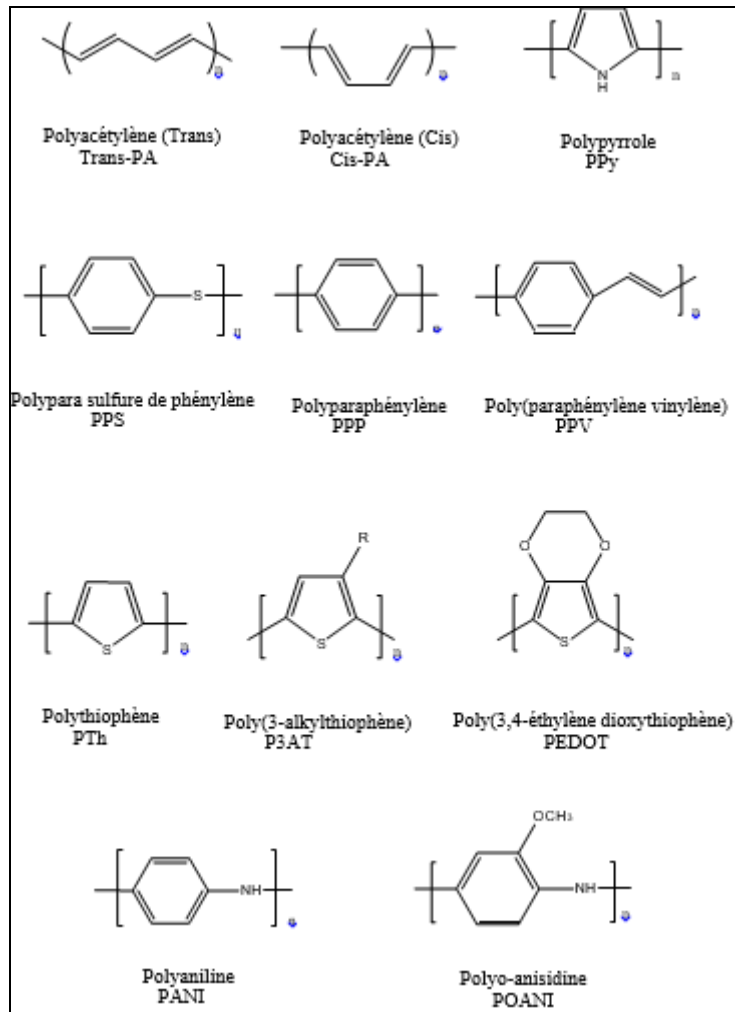 n
n
N
H
n
Polyacétylène (Trans)
Trans-PA
Polyacétylène (Cis)
Cis-PA
Polypyrrole
PPy
S
n
n
n
Polypara sulfure de phénylène
PPS
Polyparaphénylène
PPP
Poly(paraphénylène vinylène)
PPV
S
n
R
S
n
O
O
S
n
Polythiophène
PTh
Poly(3-alkylthiophène)
P3AT
Poly(3,4-éthylène dioxythiophène)
PEDOT
NH
n
OCH₃
NH
n
Polyaniline
PANI
Polyo-anisidine
POANI